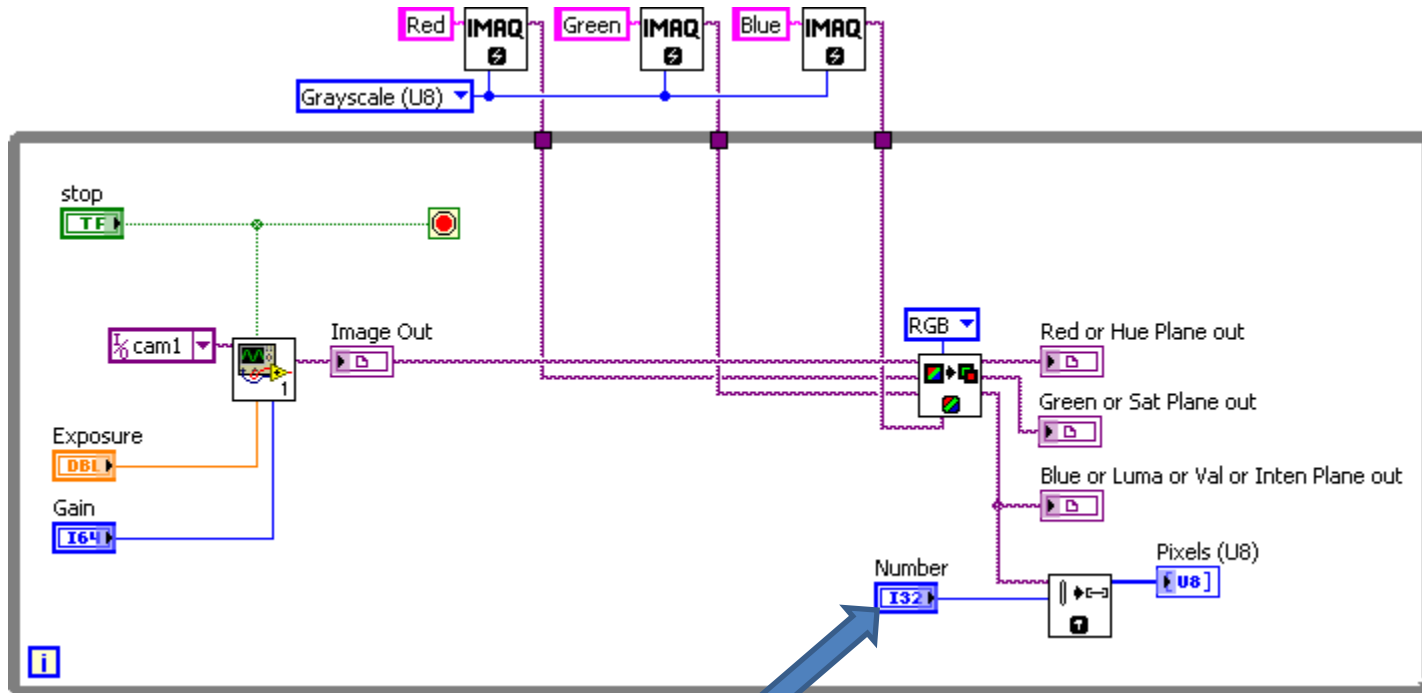 Red IMAQ Green IMAQ Blue IMAQ
Grayscale (U8)
stop
TF
cam1
1
Image Out
RGB
Red or Hue Plane out
Green or Sat Plane out
Exposure
DBL
Blue or Luma or Val or Inten Plane out
Gain
I64
Number
I32
Pixels (U8)
U8
T
i